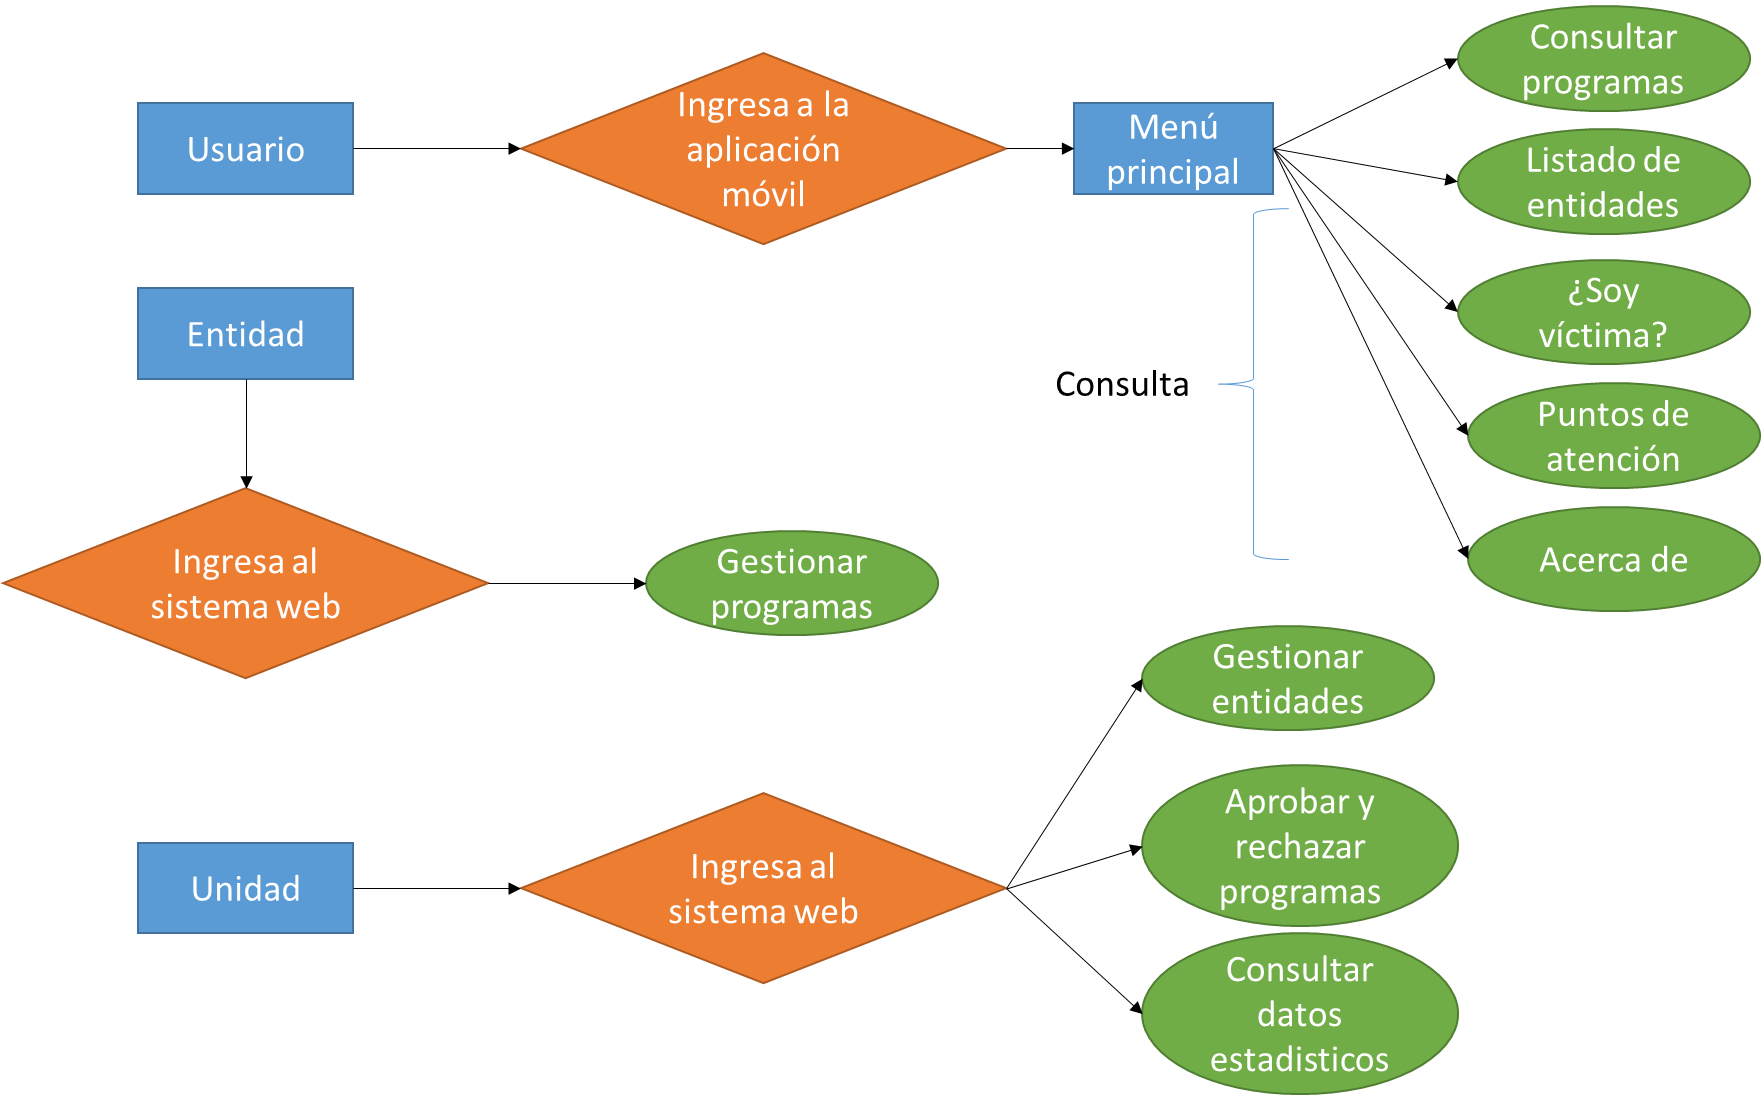 Usuario
Ingresa a la
aplicación
móvil
Menú
principal
Consultar
programas
Listado de
entidades
¿Soy
víctima?
Puntos de
atención
Acerca de
Consulta
Entidad
Ingresa al
sistema web
Gestionar
programas
Unidad
Ingresa al
sistema web
Gestionar
entidades
Aprobar y
rechazar
programas
Consultar
datos
estadisticos